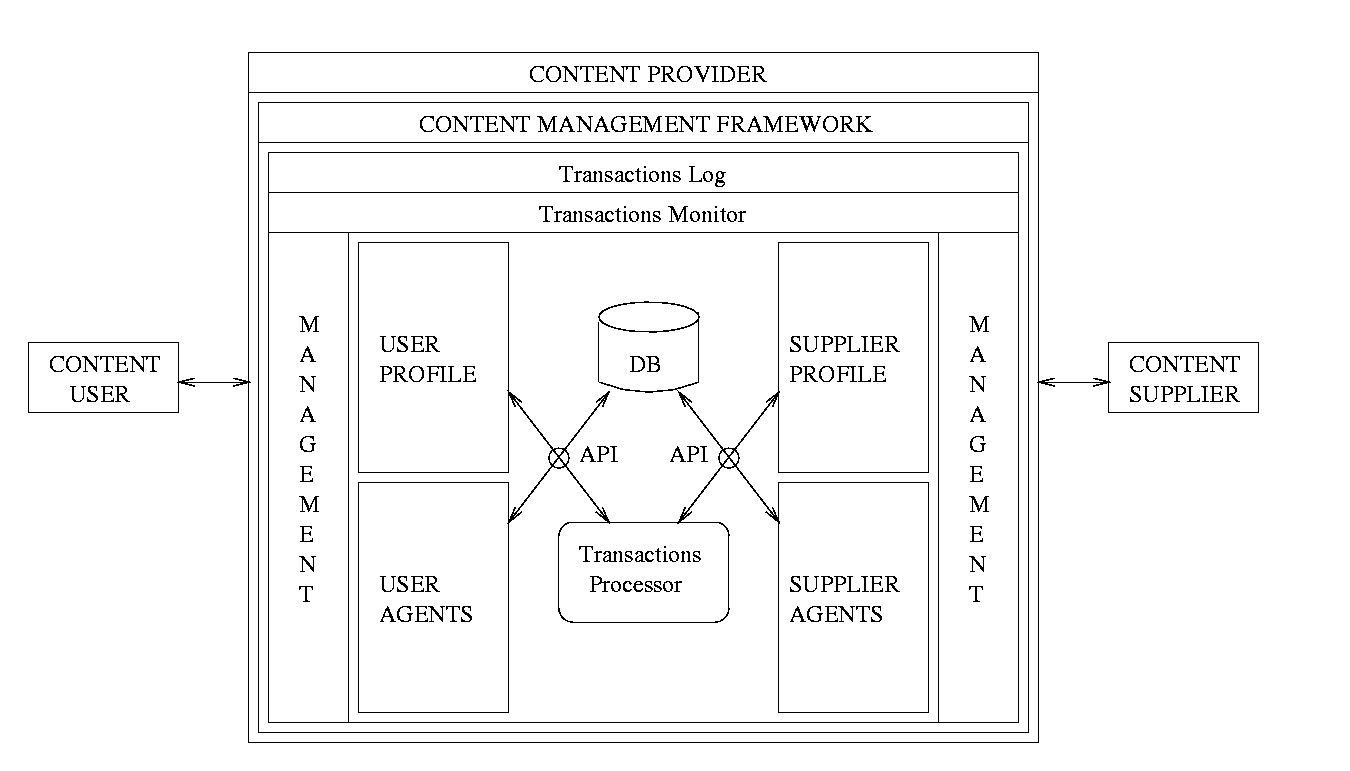 CONTENT PROVIDER
CONTENT MANAGEMENT FRAMEWORK
Transactions Log
Transactions Monitor
CONTENT
USER
M
A
N
A
G
E
M
E
N
T
USER
PROFILE
USER
AGENTS
DB
API
API
Transactions
Processor
SUPPLIER
PROFILE
SUPPLIER
AGENTS
M
A
N
A
G
E
M
E
N
T
CONTENT
SUPPLIER